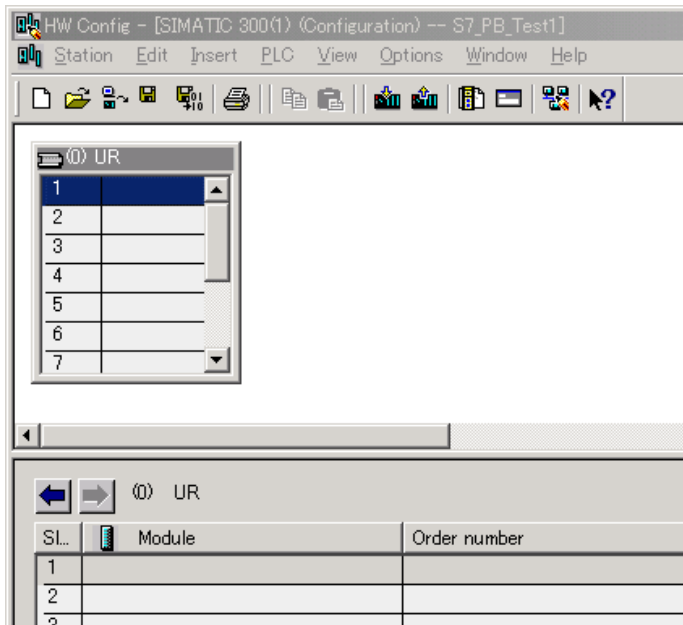 HW Config - [SIMATIC 300(1) (Configuration) -- S7_PB_Test1]
Station Edit Insert PLC View Options Window Help
(0) UR
1
2
3
4
5
6
7
(0) UR
Sl... Module Order number
1
2
3